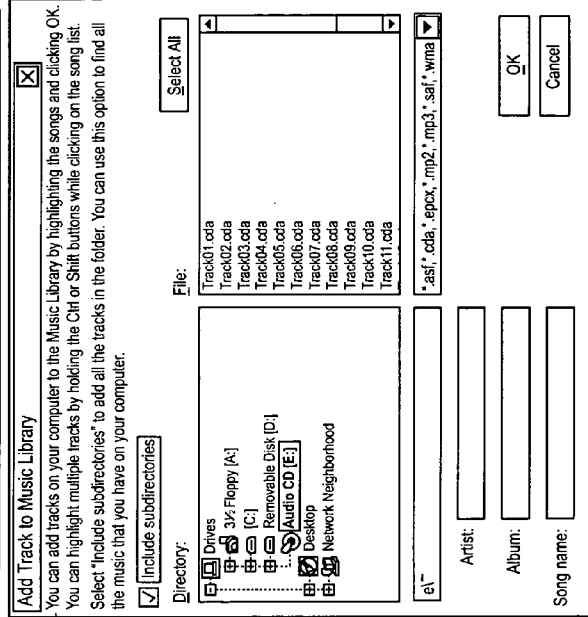 Add Track to Music Library
You can add tracks on your computer to the Music Library by highlighting the songs and clicking OK.
You can highlight multiple tracks by holding the Ctrl or Shift buttons while clicking on the song list.
Select "Include subdirectories" to add all the tracks in the folder. You can use this option to find all
the music that you have on your computer.
Include subdirectories
Directory:
Drives
3½ Floppy [A:]
[C:]
Removable Disk [D:]
Audio CD [E:]
Desktop
Network Neighborhood
File:
Select All
Track01.cda
Track02.cda
Track03.cda
Track04.cda
Track05.cda
Track06.cda
Track07.cda
Track08.cda
Track09.cda
Track10.cda
Track11.cda
*.asf,*.cda,*.epcx,*.mp2,*.mp3,*.saf,*.wma
Artist:
Album:
Song name:
OK
Cancel